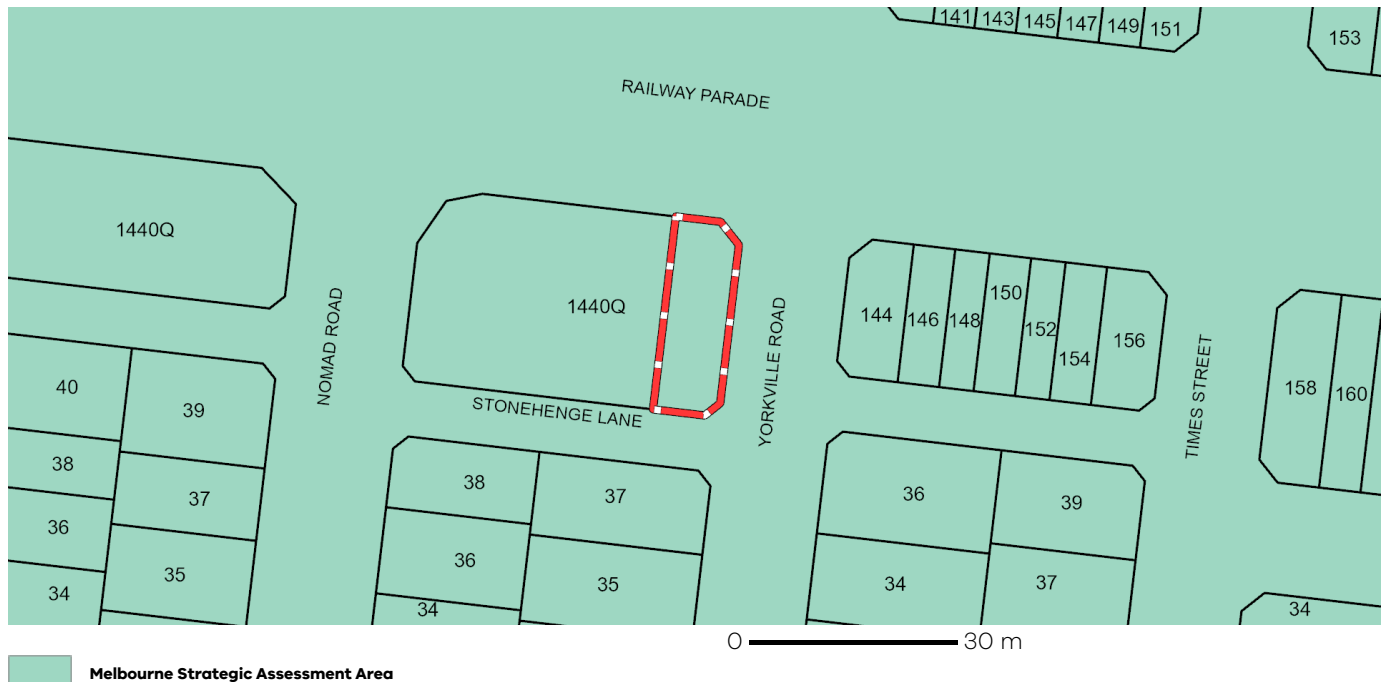 141 143 145 147 149 151
153
RAILWAY PARADE
1440Q
1440Q
144 146 148 150 152 154 156
158 160
NOMAD ROAD
YORKVILLE ROAD
TIMES STREET
STONEHENGE LANE
40 39
38 37
36 35
34
38 37
36 35
34
36 39
34 37
34
0 30 m
Melbourne Strategic Assessment Area